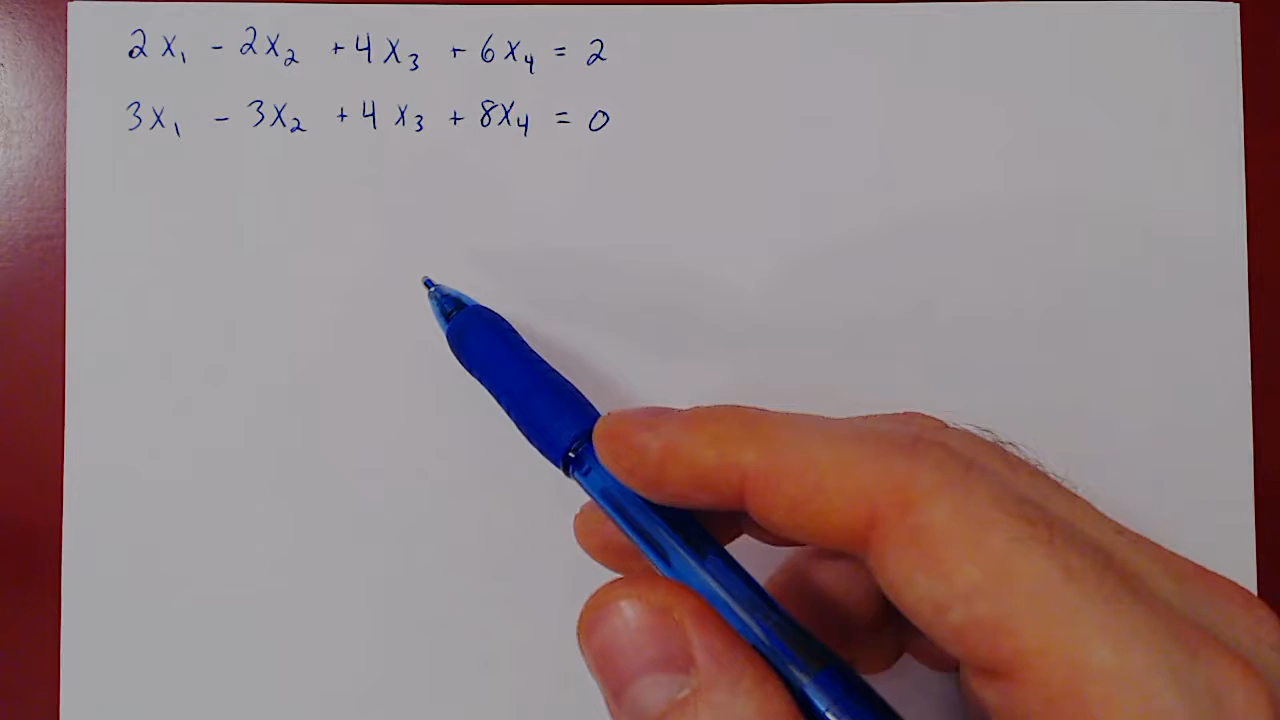 2x₁ - 2x₂ + 4x₃ + 6x₄ = 2
3x₁ - 3x₂ + 4x₃ + 8x₄ = 0